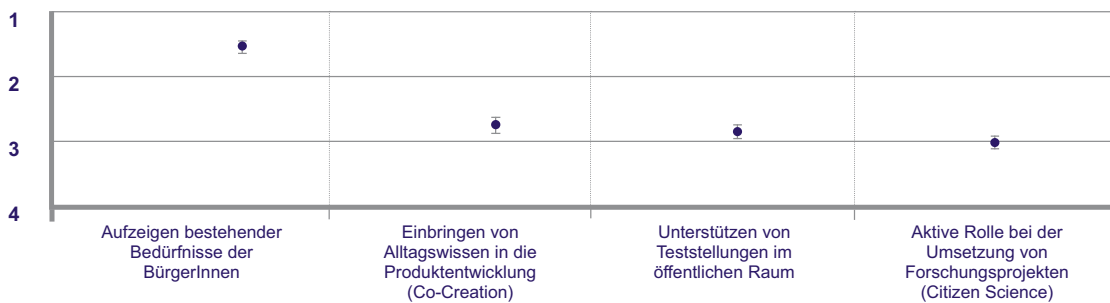 1
2
3
4
Aufzeigen bestehender
Bedürfnisse der
BürgerInnen
Einbringen von
Alltagswissen in die
Produktentwicklung
(Co-Creation)
Unterstützen von
Teststellungen im
öffentlichen Raum
Aktive Rolle bei der
Umsetzung von
Forschungsprojekten
(Citizen Science)